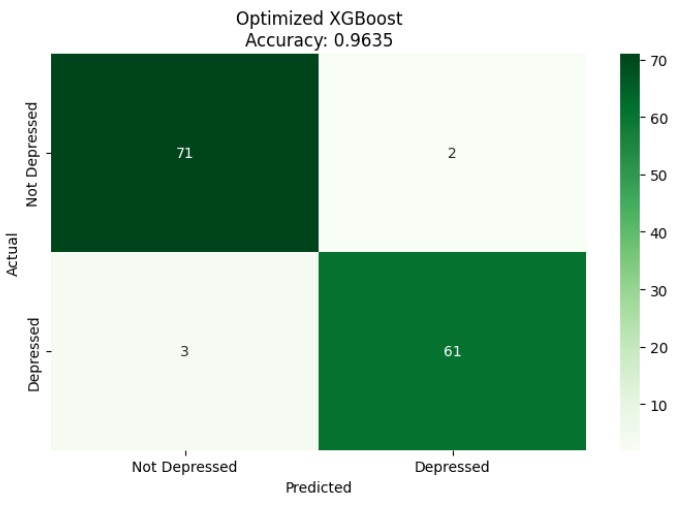 Optimized XGBoost
Accuracy: 0.9635
Not Depressed
71
2
70
60
50
40
30
20
10
Actual
Depressed
3
61
Not Depressed
Depressed
Predicted